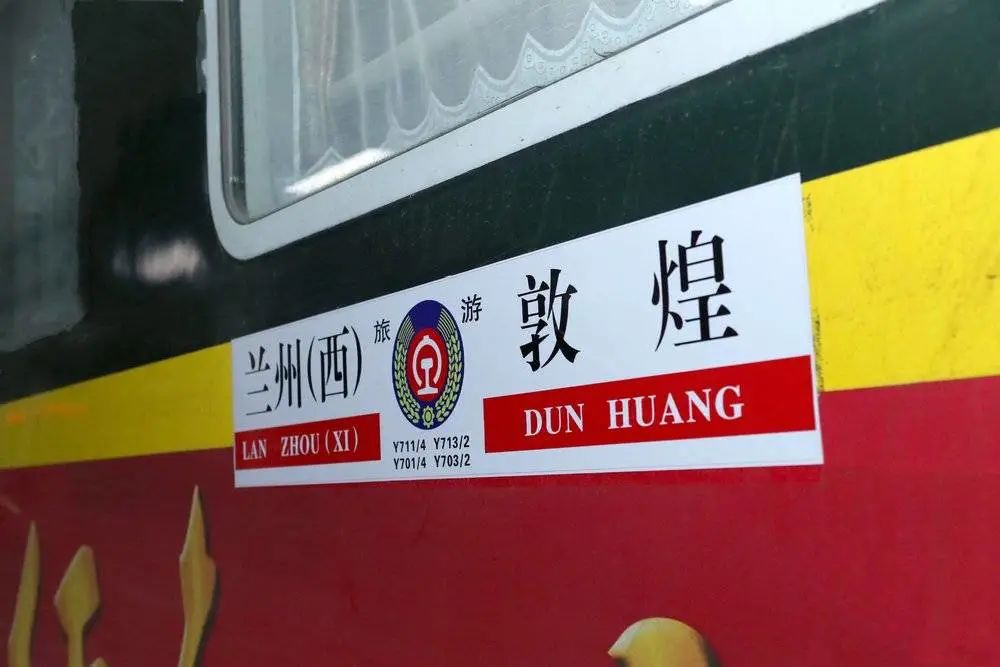 兰州(西) 旅游 敦煌
LAN ZHOU(XI) DUN HUANG
Y711/4 Y713/2
Y701/4 Y703/2